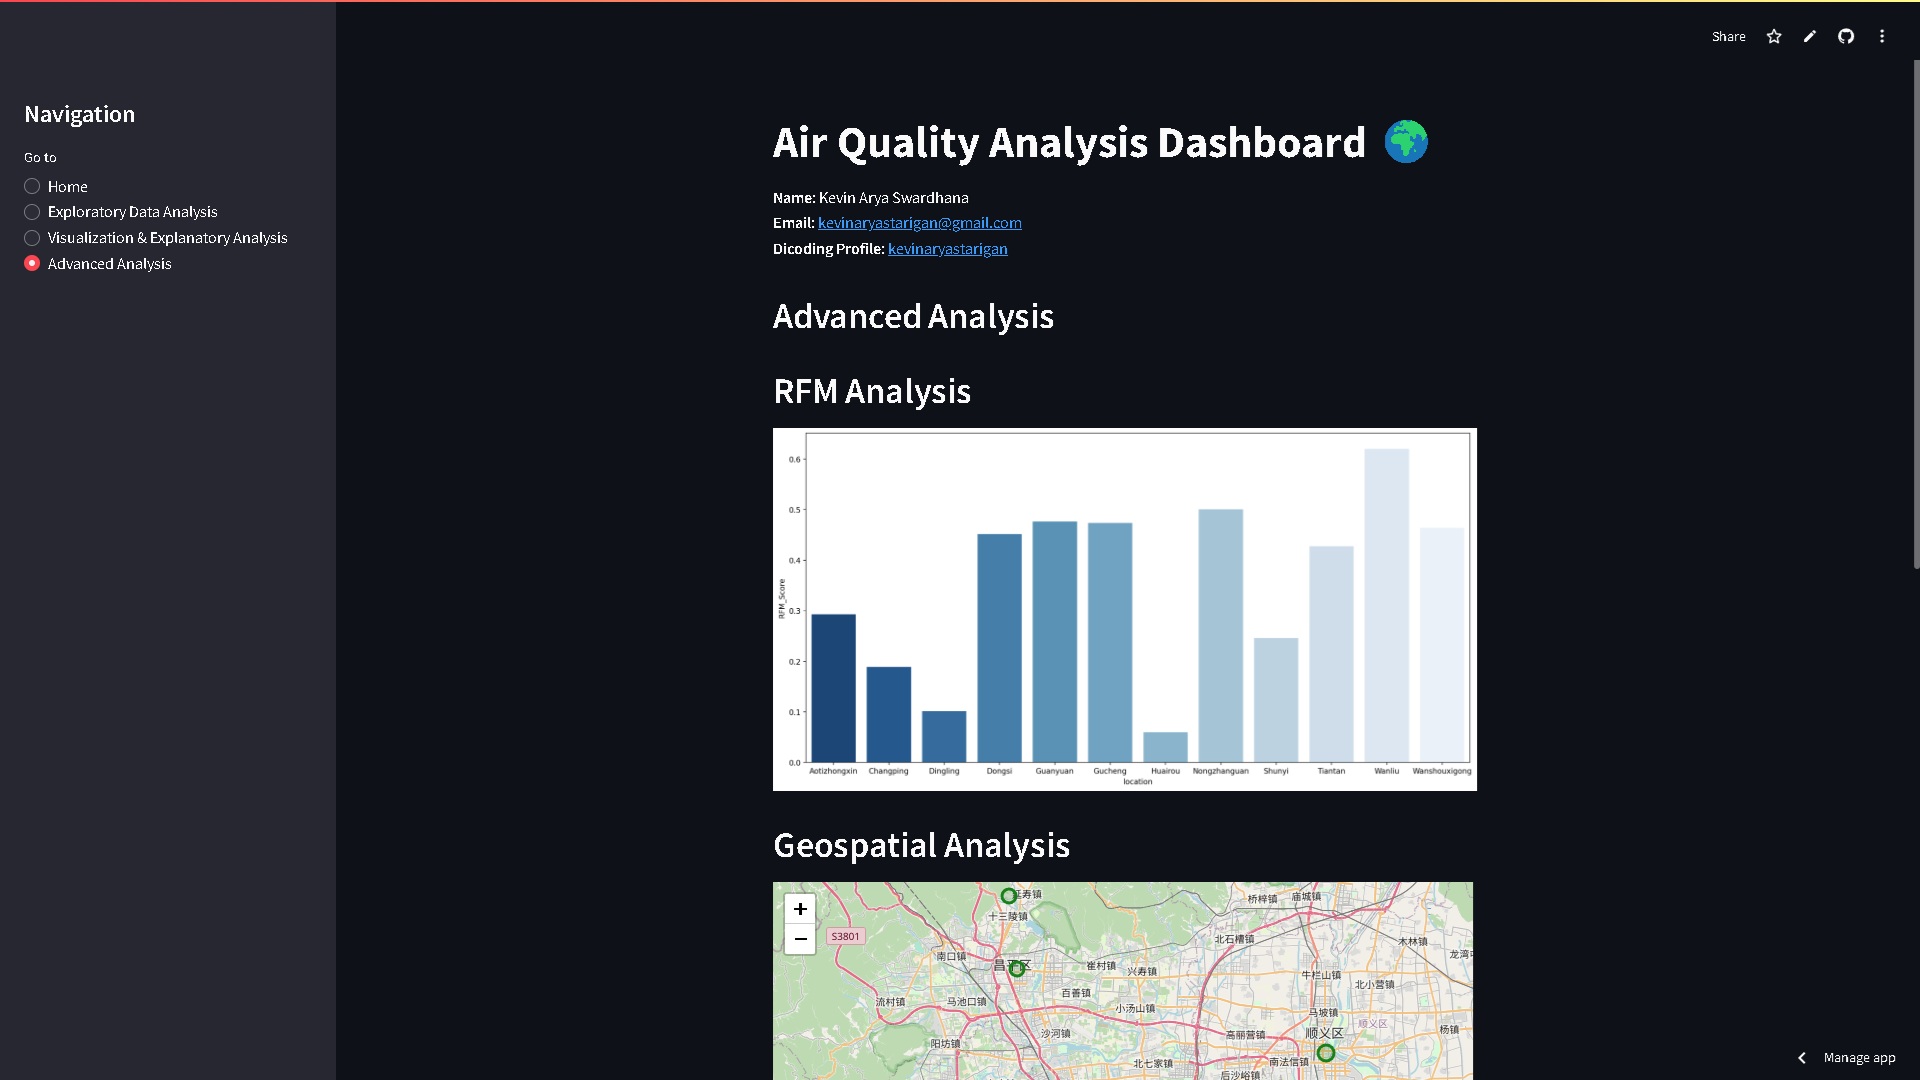 Share
Navigation
Go to
Home
Exploratory Data Analysis
Visualization & Explanatory Analysis
Advanced Analysis
Air Quality Analysis Dashboard
Name: Kevin Arya Swardhana
Email: kevinaryastarigan@gmail.com
Dicoding Profile: kevinaryastarigan
Advanced Analysis
RFM Analysis
0.6
0.5
0.4
0.3
0.2
0.1
0.0
RFM_Score
Aotizhongxin Changping Dingling Dongsi Guanyuan Gucheng Huairou Nongzhanguan Shunyi Tiantan Wanliu Wanshouxigong
location
Geospatial Analysis
+
−
S3801
延寿镇
十三陵镇
桥梓镇
庙城镇
北石槽镇
木林镇
南口镇
昌平区
崔村镇
兴寿镇
牛栏山镇
北小营镇
百善镇
流村镇
马池口镇
小汤山镇
马坡镇
顺义区
沙河镇
高丽营镇
顺义区
杨镇
阳坊镇
北七家镇
南法信镇
后沙峪镇
Manage app